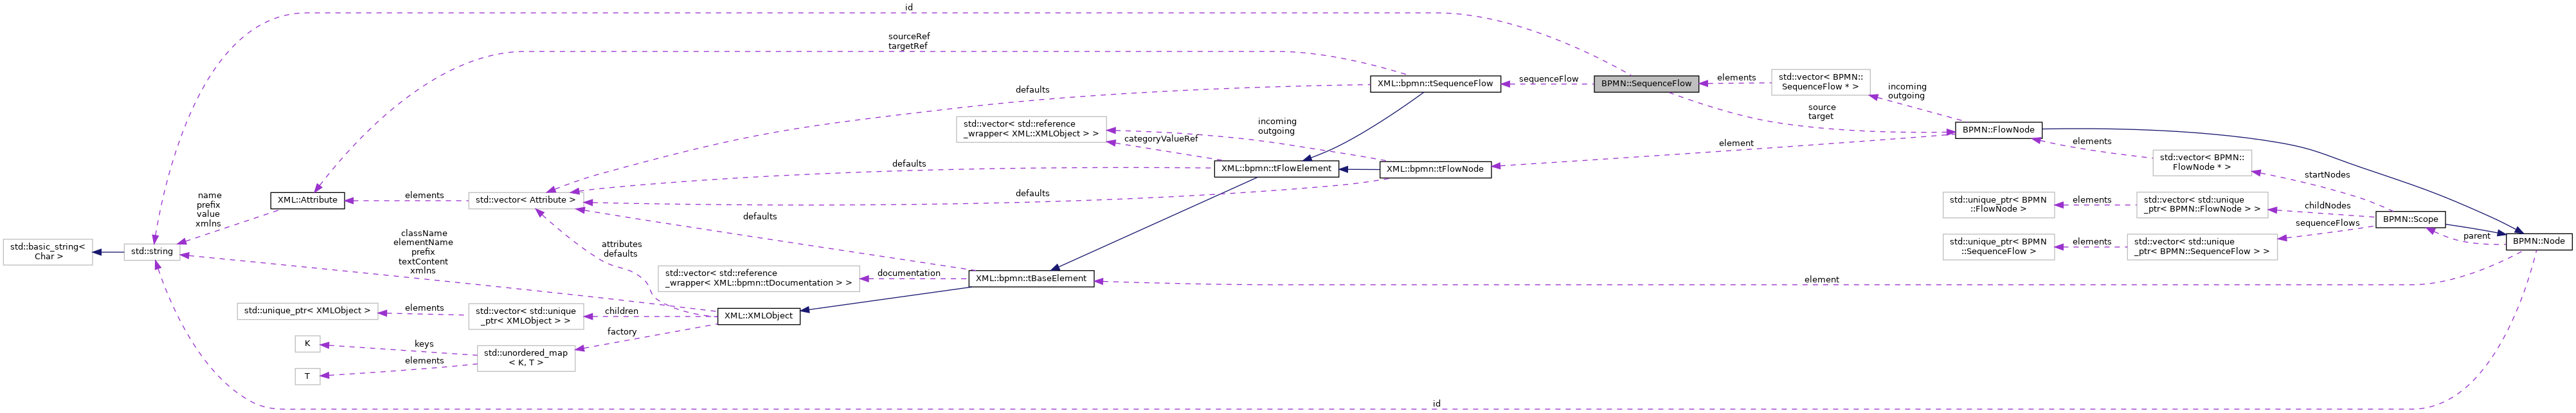 id
sourceRef
targetRef
XML::bpmn::tSequenceFlow
sequenceFlow
BPMN::SequenceFlow
elements
std::vector< BPMN::
SequenceFlow * >
incoming
outgoing
defaults
source
target
std::vector< std::reference
_wrapper< XML::XMLObject > >
incoming
outgoing
categoryValueRef
BPMN::FlowNode
element
elements
std::vector< BPMN::
FlowNode * >
startNodes
defaults
XML::bpmn::tFlowElement
XML::bpmn::tFlowNode
name
prefix
value
xmlns
XML::Attribute
elements
std::vector< Attribute >
defaults
std::unique_ptr< BPMN
::FlowNode >
elements
std::vector< std::unique
_ptr< BPMN::FlowNode > >
childNodes
BPMN::Scope
sequenceFlows
defaults
parent
BPMN::Node
std::basic_string<
Char >
std::string
className
elementName
prefix
textContent
xmlns
attributes
defaults
std::unique_ptr< BPMN
::SequenceFlow >
elements
std::vector< std::unique
_ptr< BPMN::SequenceFlow > >
std::vector< std::reference
_wrapper< XML::bpmn::tDocumentation > >
documentation
XML::bpmn::tBaseElement
element
std::unique_ptr< XMLObject >
elements
std::vector< std::unique
_ptr< XMLObject > >
children
XML::XMLObject
factory
K
keys
std::unordered_map
< K, T >
elements
T
id